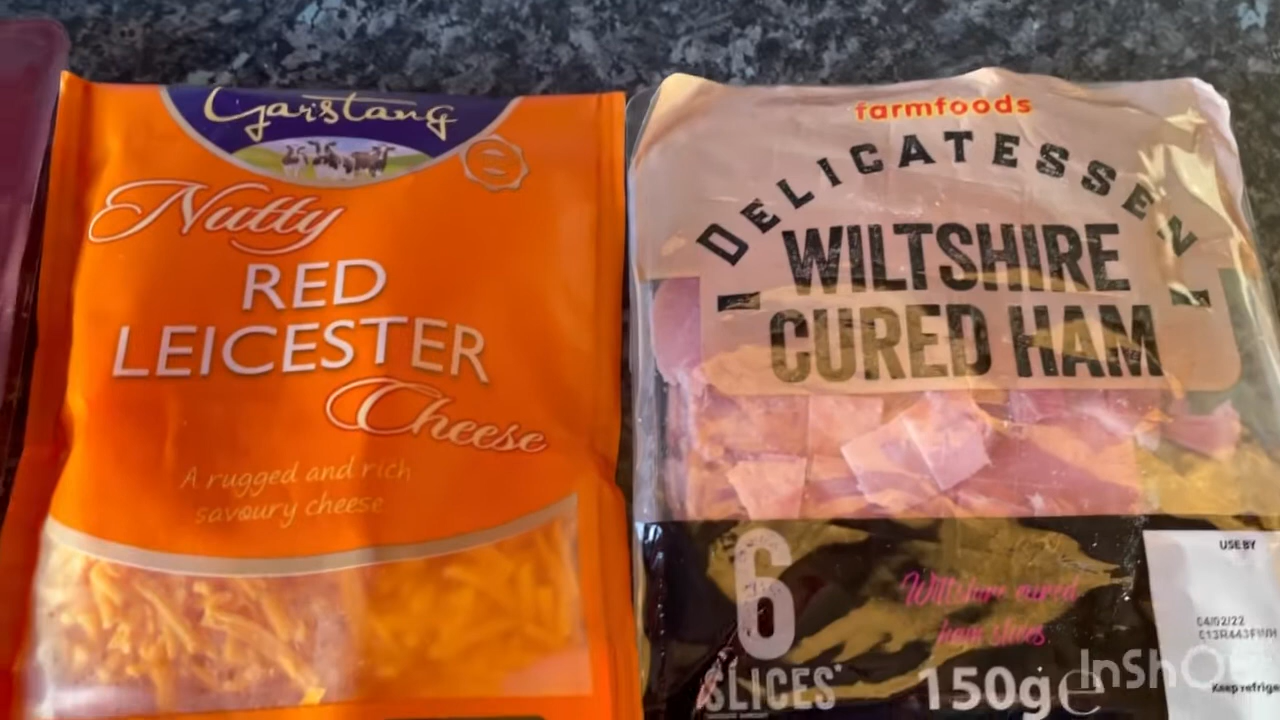 Garstang
Nutty
RED
LEICESTER
Cheese
A rugged and rich
savoury cheese
farmfoods
DELICATESSEN
WILTSHIRE
CURED HAM
6
SLICES*
Wiltshire cured
ham slices
150g℮
USE BY
04/02/22
Keep refrige
InShO